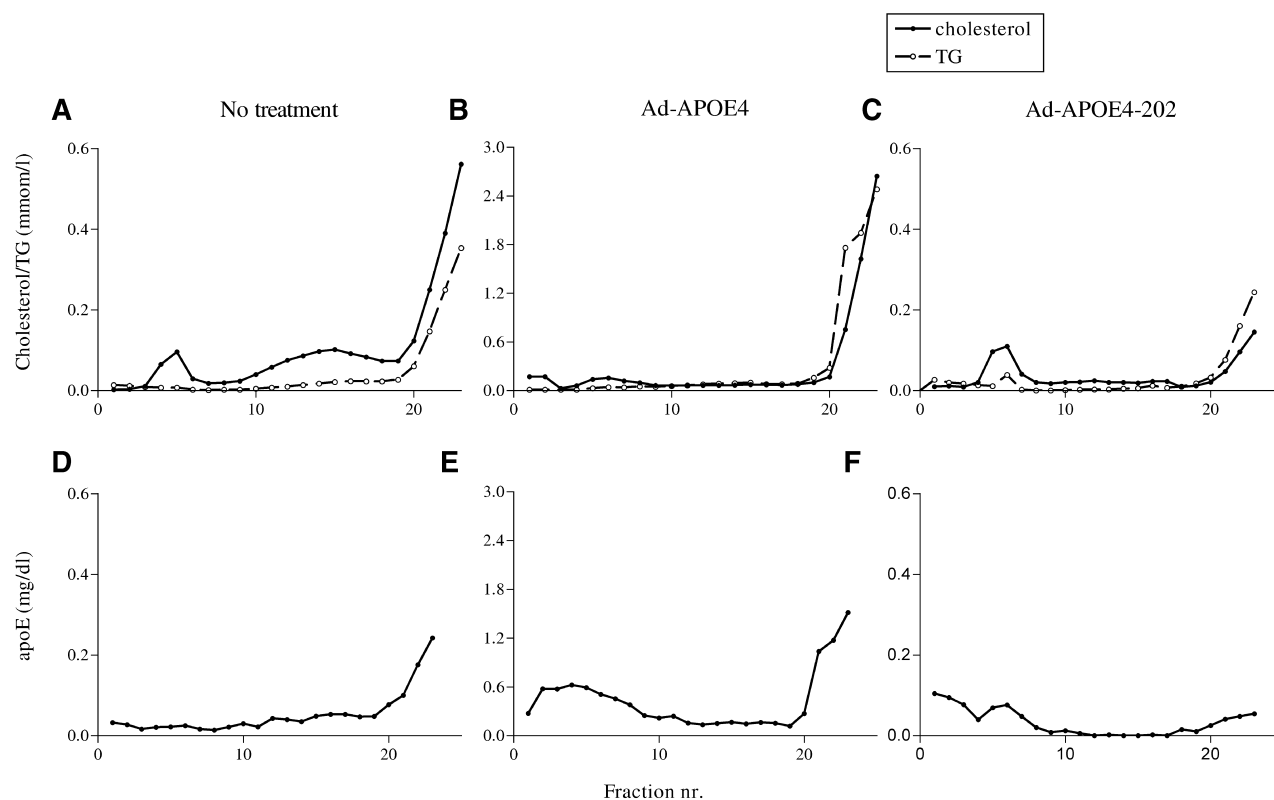 cholesterol
TG
A No treatment
B Ad-APOE4
C Ad-APOE4-202
Cholesterol/TG (mmom/l)
0.6
0.4
0.2
0.0
0 10 20
3.0
2.4
1.8
1.2
0.6
0.0
0 10 20
0.6
0.4
0.2
0.0
0 10 20
D
E
F
apoE (mg/dl)
0.6
0.4
0.2
0.0
0 10 20
3.0
2.4
1.8
1.2
0.6
0.0
0 10 20
0.6
0.4
0.2
0.0
0 10 20
Fraction nr.